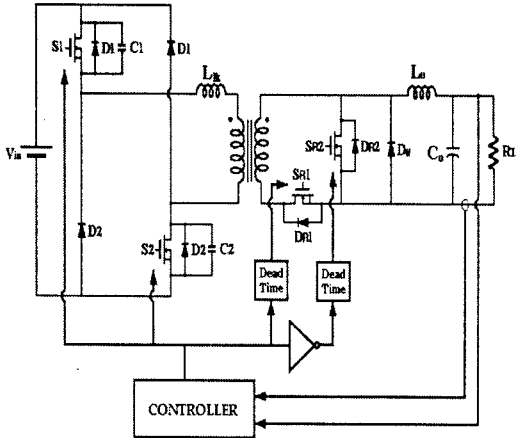 S1
D1
C1
D1
Llk
Lo
Vin
SR2
DR2
DW
Co
RL
SR1
DR1
D2
S2
D2
C2
Dead
Time
Dead
Time
CONTROLLER